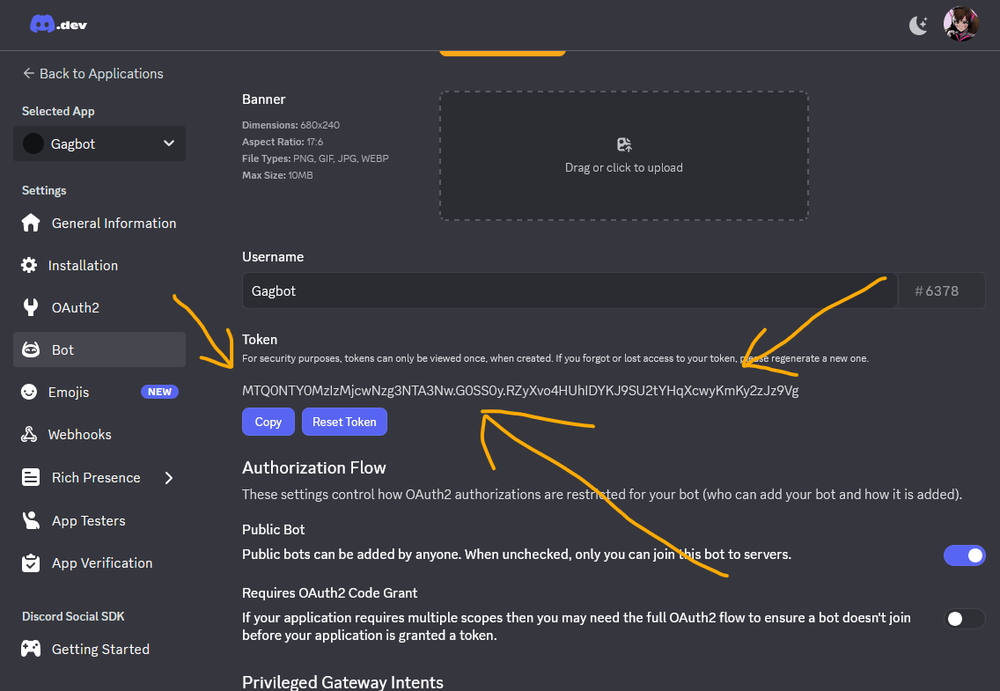 .dev
Back to Applications
Selected App
Gagbot
Settings
General Information
Installation
OAuth2
Bot
Emojis NEW
Webhooks
Rich Presence
App Testers
App Verification
Discord Social SDK
Getting Started
Banner
Dimensions: 680x240
Aspect Ratio: 17:6
File Types: PNG, GIF, JPG, WEBP
Max Size: 10MB
Drag or click to upload
Username
Gagbot #6378
Token
For security purposes, tokens can only be viewed once, when created. If you forgot or lost access to your token, please regenerate a new one.
Copy Reset Token
Authorization Flow
These settings control how OAuth2 authorizations are restricted for your bot (who can add your bot and how it is added).
Public Bot
Public bots can be added by anyone. When unchecked, only you can join this bot to servers.
Requires OAuth2 Code Grant
If your application requires multiple scopes then you may need the full OAuth2 flow to ensure a bot doesn't join
before your application is granted a token.
Privileged Gateway Intents